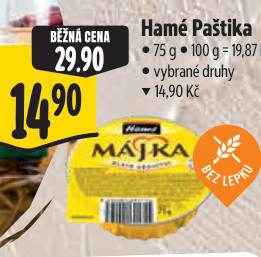 BĚŽNÁ CENA
29.90
14.90
Hamé Paštika
• 75 g • 100 g = 19,87
• vybrané druhy
▼ 14,90 Kč
Hamé
MÁJKA
75g
BEZ LEPKU